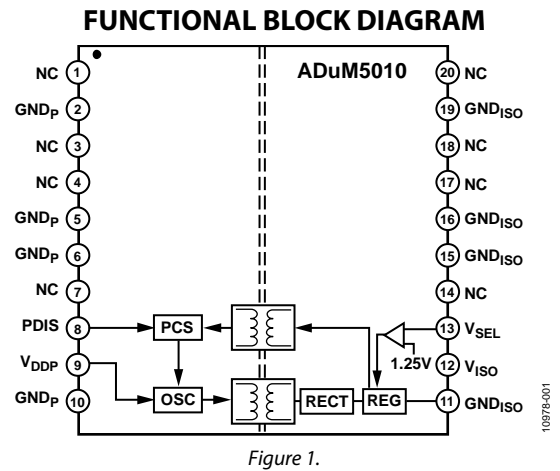 FUNCTIONAL BLOCK DIAGRAM
ADuM5010
NC 1
GNDP 2
NC 3
NC 4
GNDP 5
GNDP 6
NC 7
PDIS 8
VDDP 9
GNDP 10
20 NC
19 GNDISO
18 NC
17 NC
16 GNDISO
15 GNDISO
14 NC
13 VSEL
12 VISO
11 GNDISO
PCS
OSC
RECT
REG
1.25V
10978-001
Figure 1.